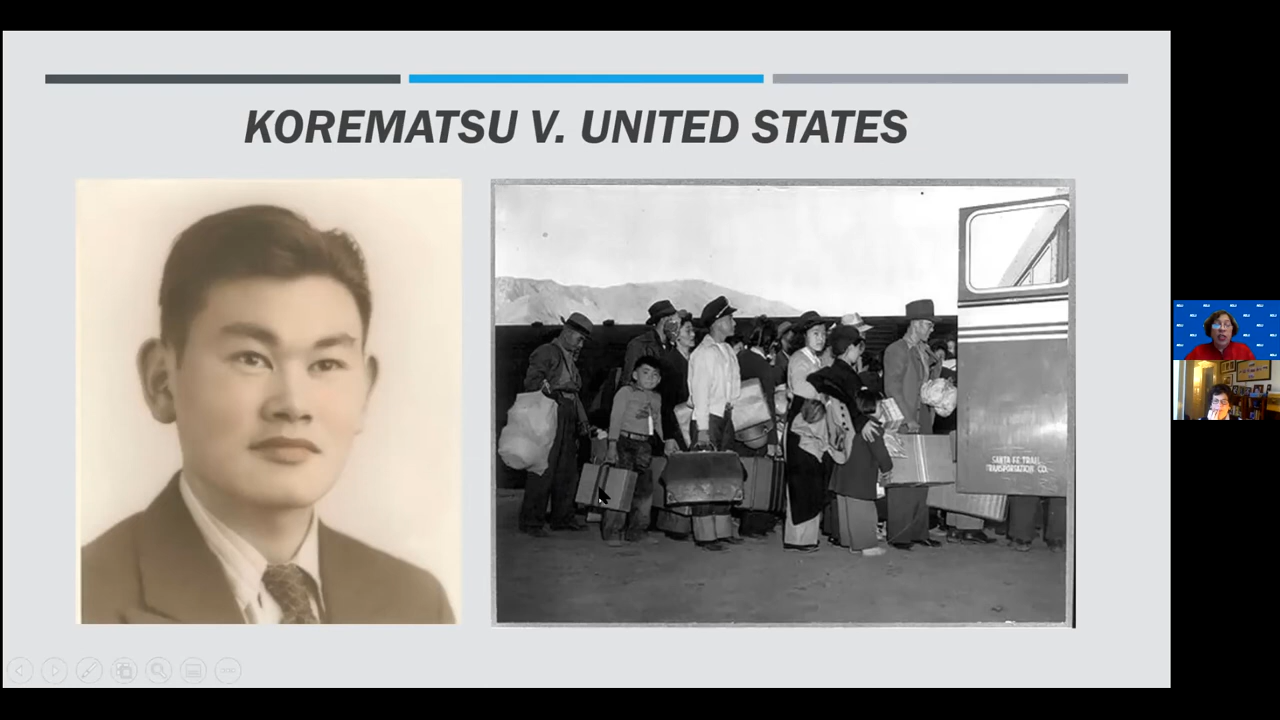 KOREMATSU V. UNITED STATES
SANTA FE TRAIL
TRANSPORTATION CO.